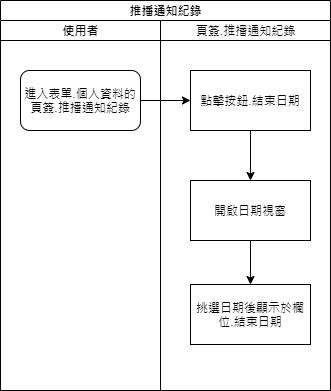 推播通知紀錄
使用者
頁簽.推播通知紀錄
進入表單.個人資料的
頁簽.推播通知紀錄
點擊按鈕.結束日期
開啟日期視窗
挑選日期後顯示於欄
位.結束日期